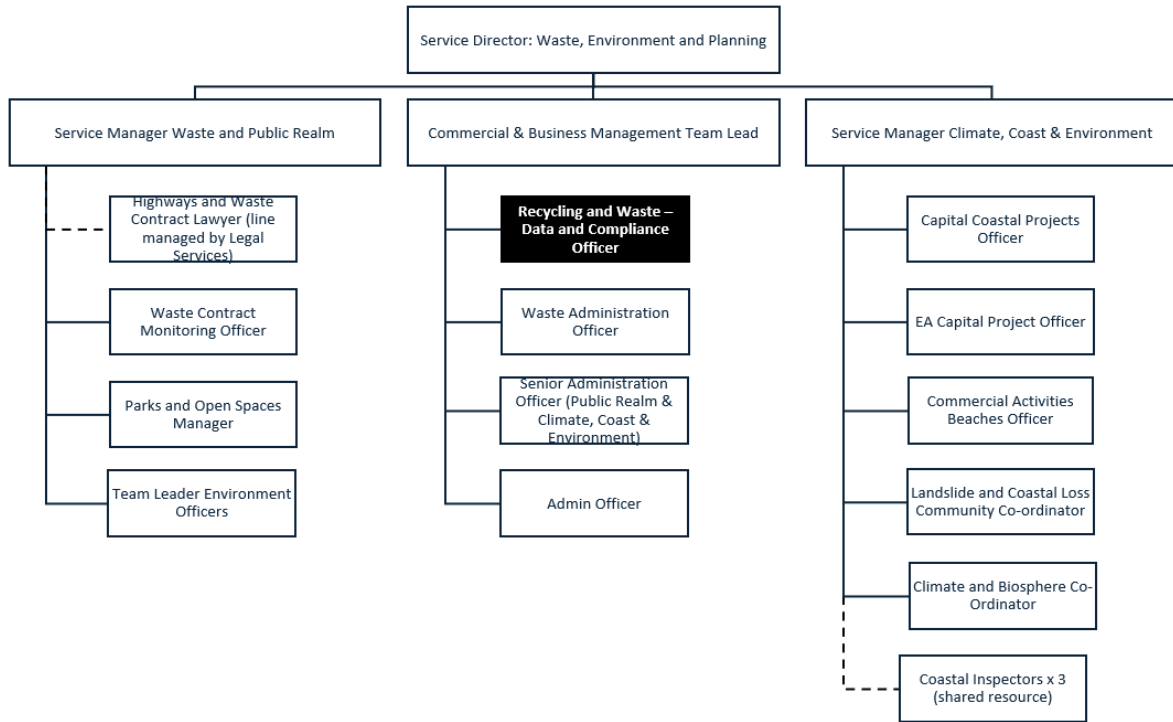 Service Director: Waste, Environment and Planning
Service Manager Waste and Public Realm
Commercial & Business Management Team Lead
Service Manager Climate, Coast & Environment
Highways and Waste
Contract Lawyer (line
managed by Legal
Services)
Waste Contract
Monitoring Officer
Parks and Open Spaces
Manager
Team Leader Environment
Officers
Recycling and Waste –
Data and Compliance
Officer
Waste Administration
Officer
Senior Administration
Officer (Public Realm &
Climate, Coast &
Environment)
Admin Officer
Capital Coastal Projects
Officer
EA Capital Project Officer
Commercial Activities
Beaches Officer
Landslide and Coastal Loss
Community Co-ordinator
Climate and Biosphere Co-
Ordinator
Coastal Inspectors x 3
(shared resource)